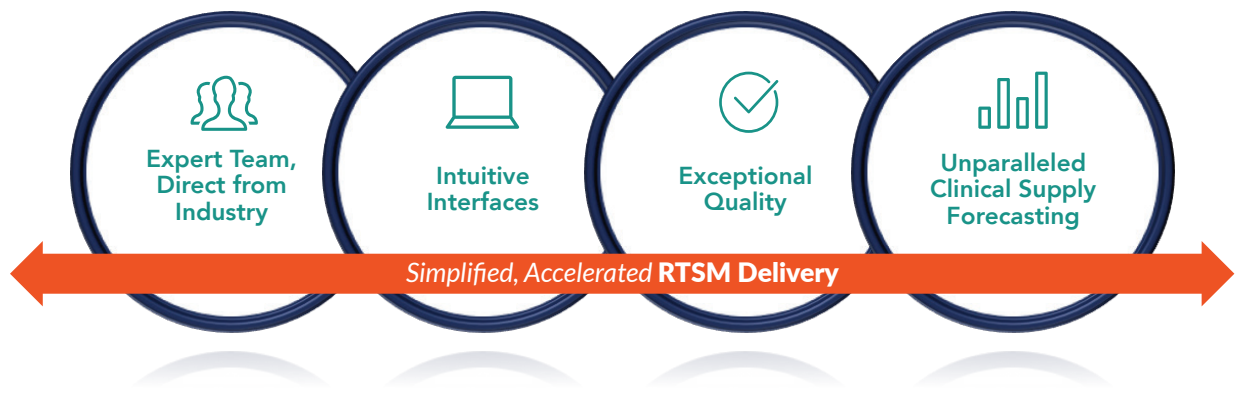 Expert Team,
Direct from
Industry
Intuitive
Interfaces
Exceptional
Quality
Unparalleled
Clinical Supply
Forecasting
Simplified, Accelerated RTSM Delivery